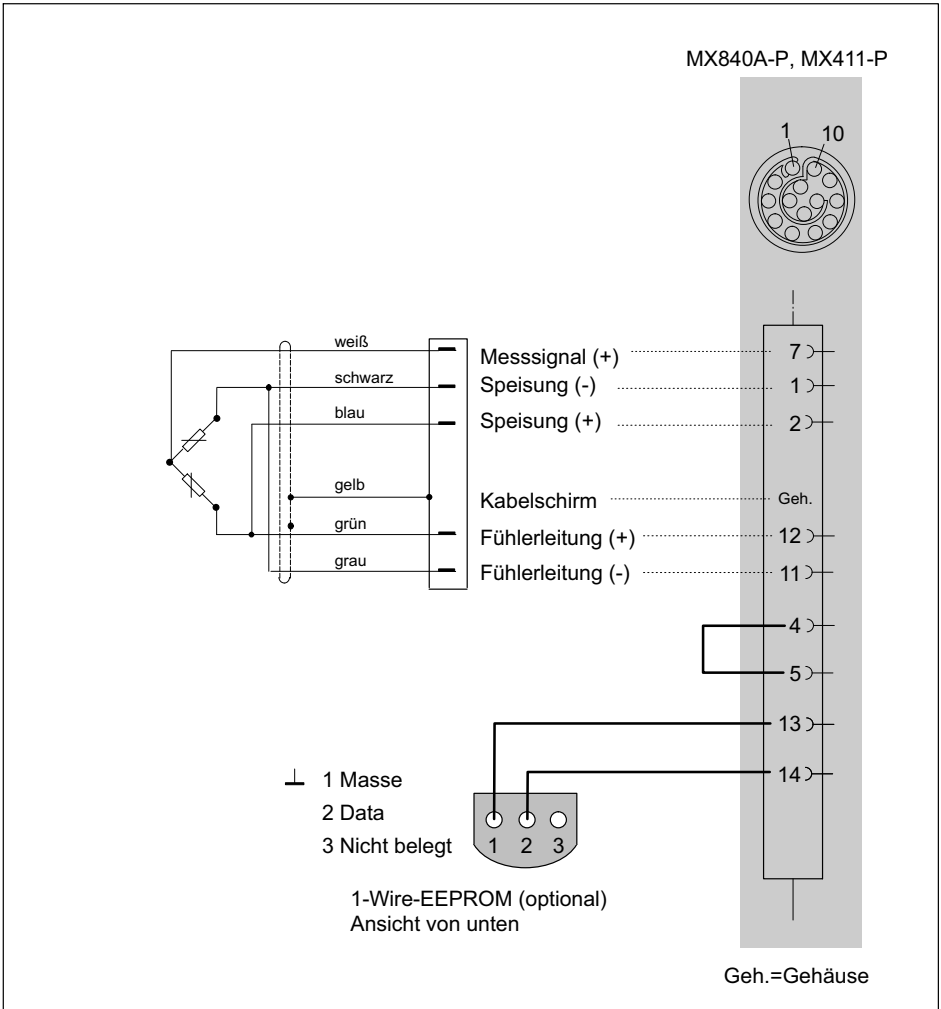 MX840A-P, MX411-P
1 10
weiß Messsignal (+) 7
schwarz Speisung (-) 1
blau Speisung (+) 2
gelb Kabelschirm Geh.
grün Fühlerleitung (+) 12
grau Fühlerleitung (-) 11
4
5
13
14
1 Masse
2 Data
3 Nicht belegt
1 2 3
1-Wire-EEPROM (optional)
Ansicht von unten
Geh.=Gehäuse